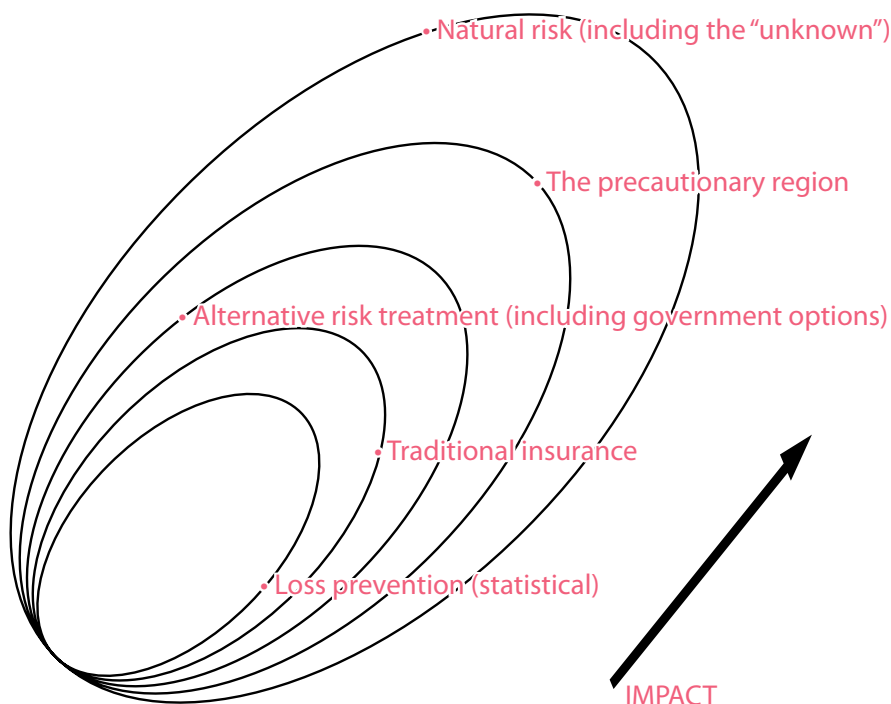 Natural risk (including the “unknown”)
The precautionary region
Alternative risk treatment (including government options)
Traditional insurance
Loss prevention (statistical)
IMPACT